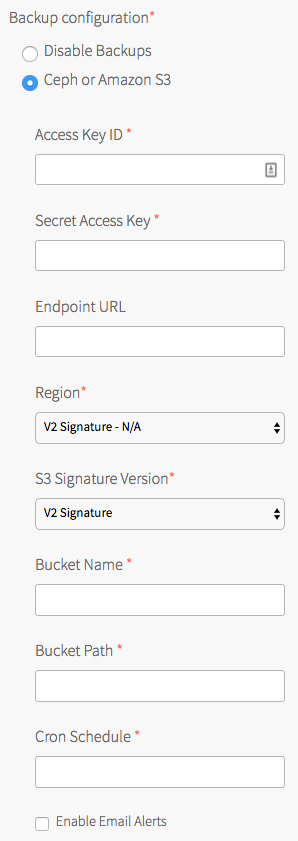 Backup configuration*
Disable Backups
Ceph or Amazon S3
Access Key ID *
Secret Access Key *
Endpoint URL
Region*
V2 Signature - N/A
S3 Signature Version*
V2 Signature
Bucket Name *
Bucket Path *
Cron Schedule *
Enable Email Alerts